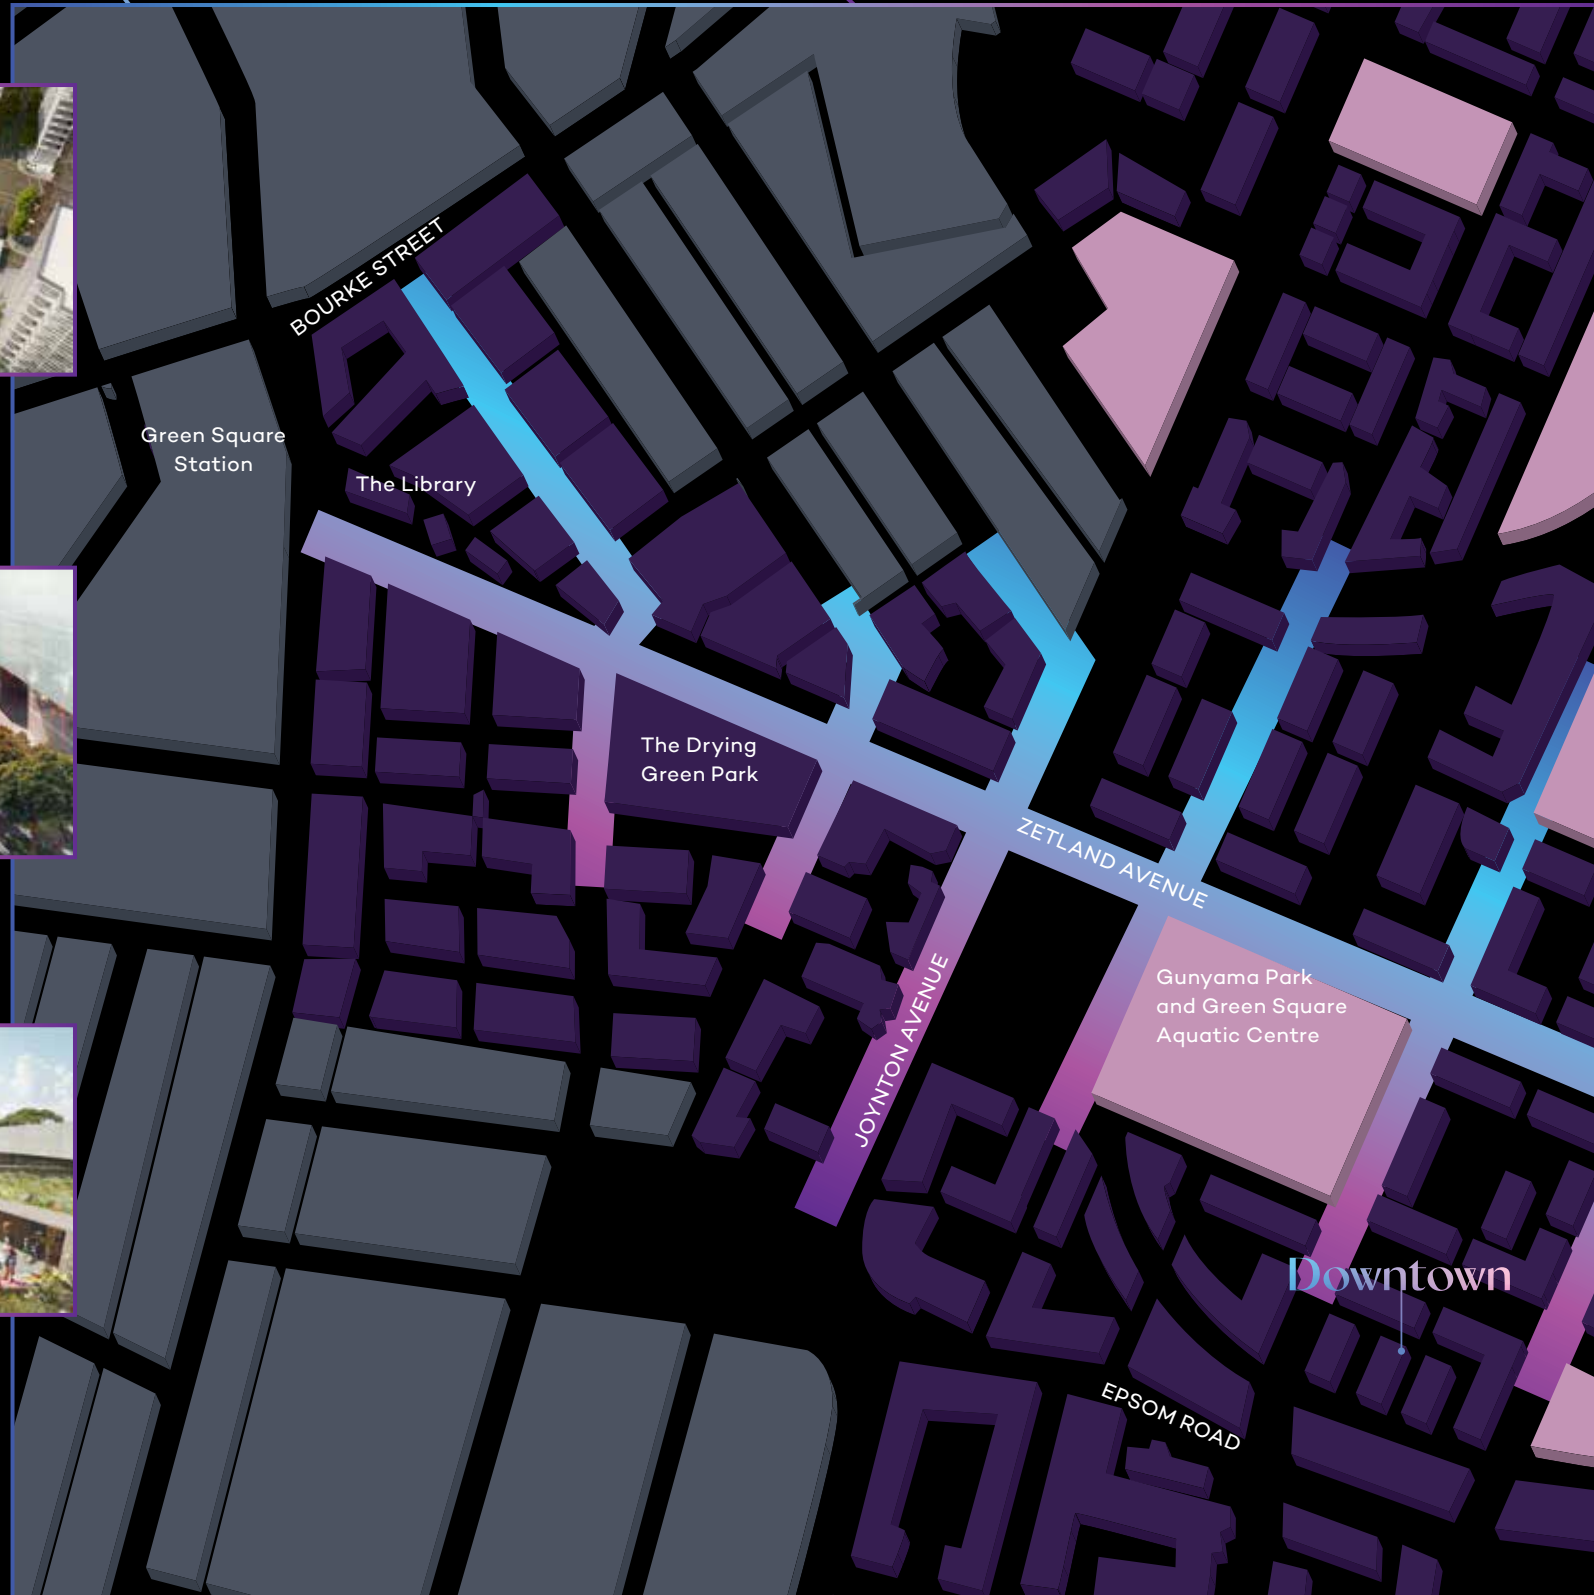 BOURKE STREET
Green Square
Station
The Library
The Drying
Green Park
ZETLAND AVENUE
JOYNTON AVENUE
Gunyama Park
and Green Square
Aquatic Centre
Downtown
EPSOM ROAD